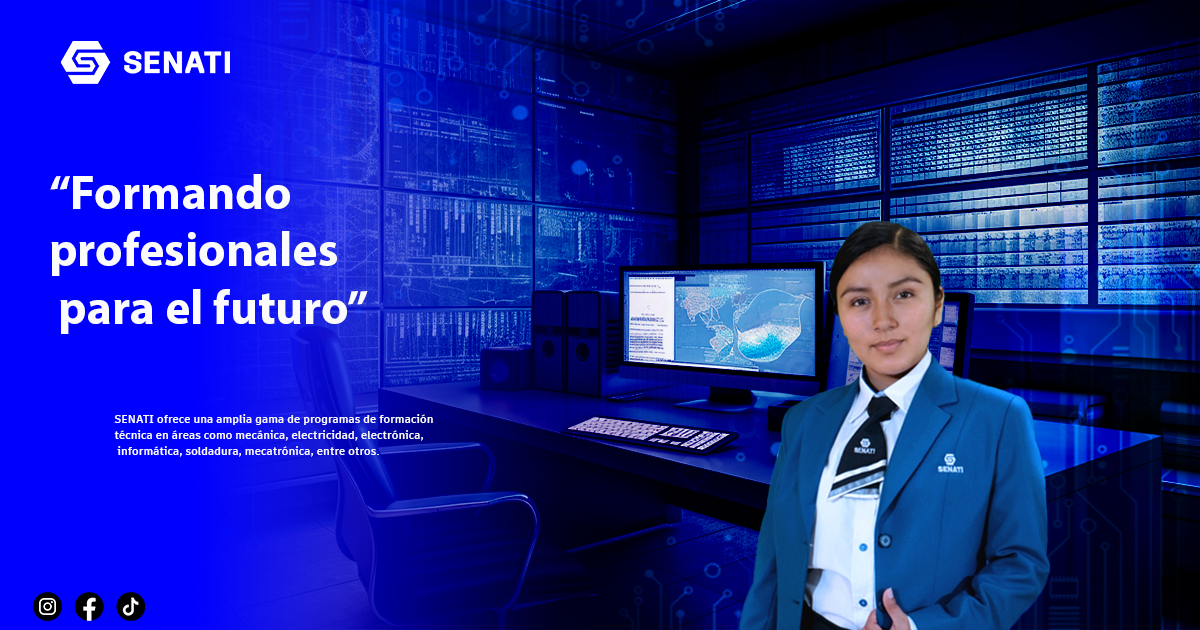 SENATI
“Formando
profesionales
para el futuro”
SENATI ofrece una amplia gama de programas de formación
técnica en áreas como mecánica, electricidad, electrónica,
informática, soldadura, mecatrónica, entre otros.
SENATI
SENATI